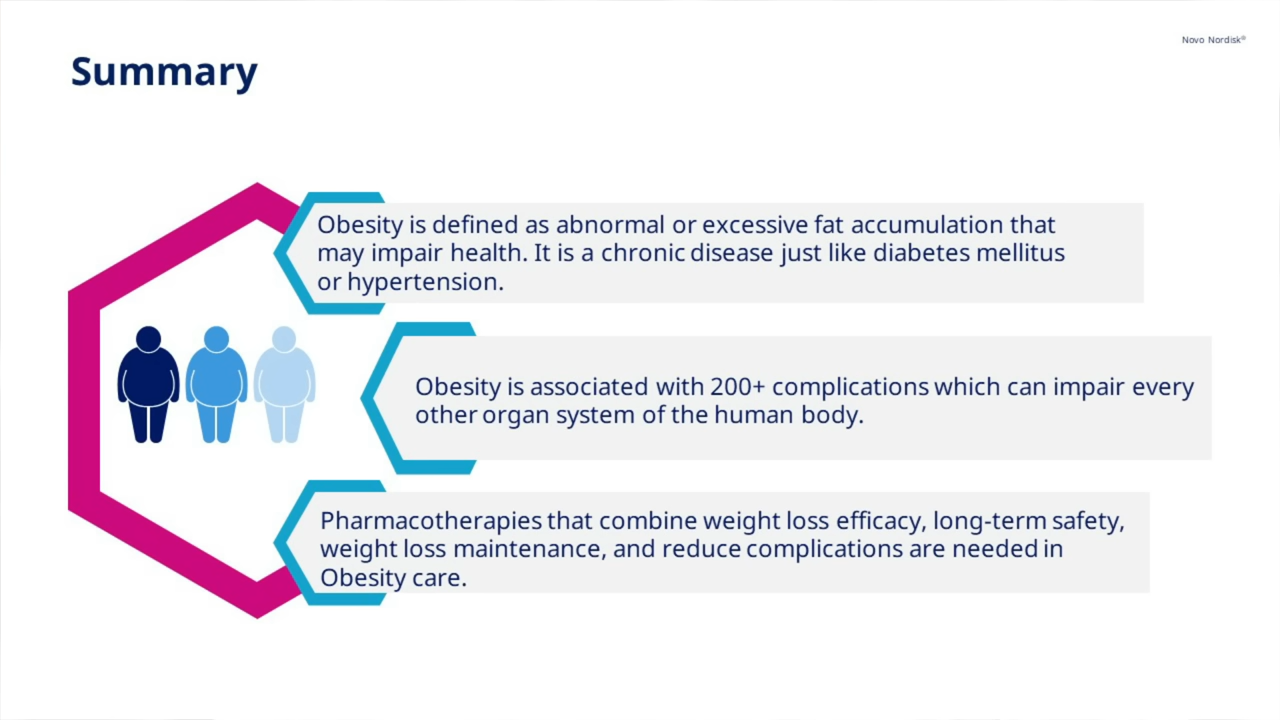 Novo Nordisk®
Summary
Obesity is defined as abnormal or excessive fat accumulation that
may impair health. It is a chronic disease just like diabetes mellitus
or hypertension.
Obesity is associated with 200+ complications which can impair every
other organ system of the human body.
Pharmacotherapies that combine weight loss efficacy, long-term safety,
weight loss maintenance, and reduce complications are needed in
Obesity care.